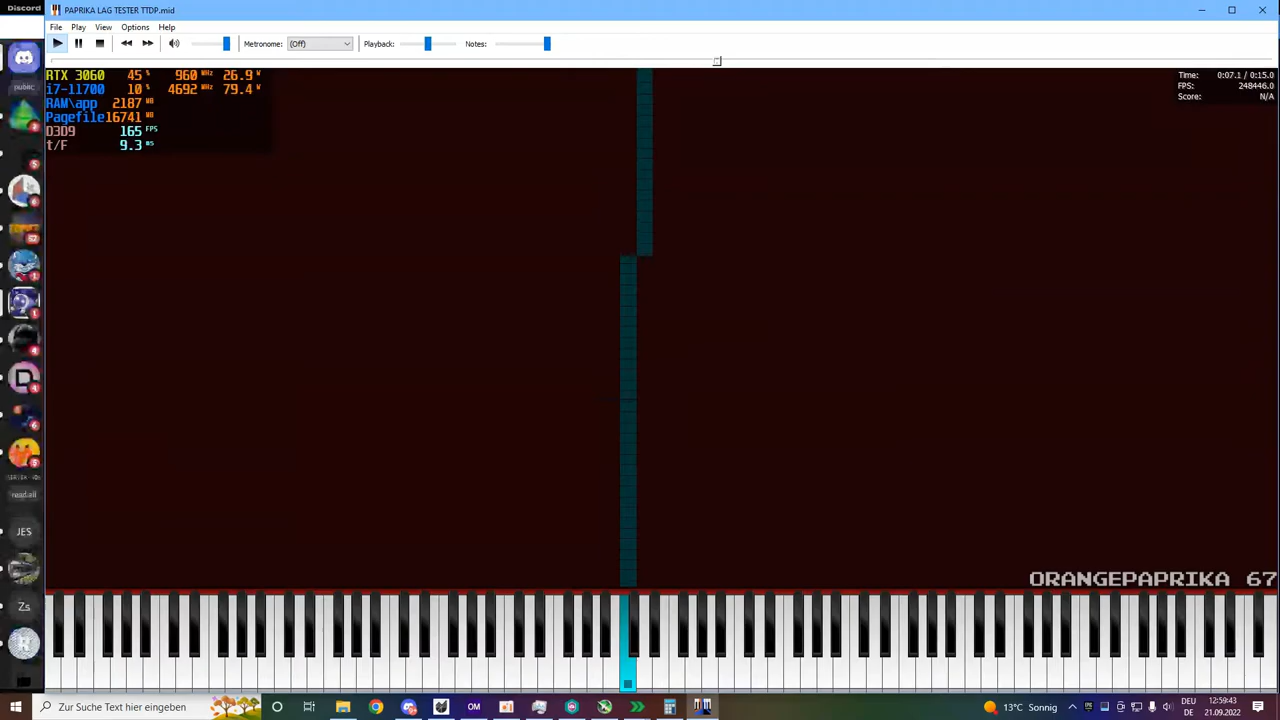 Discord
PAPRIKA LAG TESTER TTDP.mid
File Play View Options Help
Metronome: (Off) Playback: Notes:
RTX 3060 45 % 960 MHz 26.9 W
i7-11700 10 % 4692 MHz 79.4 W
RAM\app 2187 MB
Pagefile 16741 MB
D3D9 165 FPS
t/F 9.3 ms
Time: 0:07.1 / 0:15.0
FPS: 248446.0
Score: N/A
read.all
JES
Zs
ORANGEPAPRIKA 67
Zur Suche Text hier eingeben
OM
13°C Sonnig
DEU
DE
12:59:43
21.09.2022